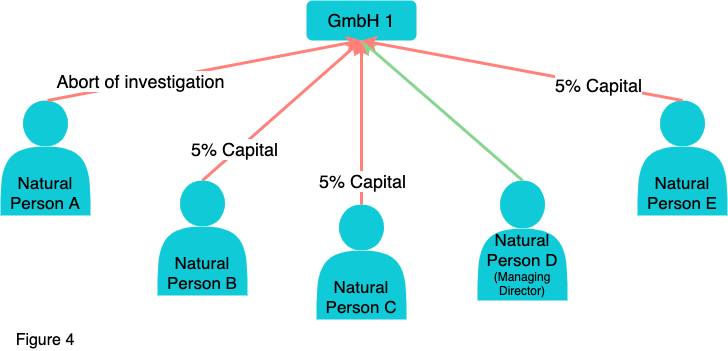 GmbH 1
Abort of investigation
5% Capital
5% Capital
5% Capital
Natural
Person A
Natural
Person B
Natural
Person C
Natural
Person D
(Managing
Director)
Natural
Person E
Figure 4